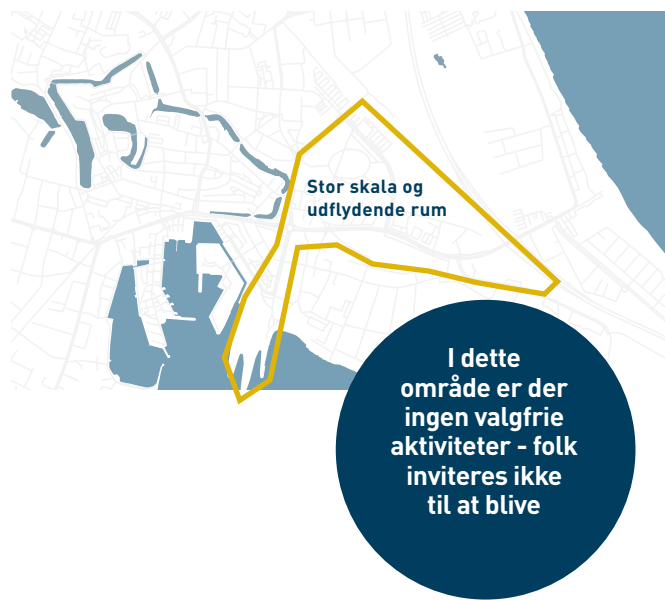 Stor skala og
udflydende rum
I dette
område er der
ingen valgfrie
aktiviteter - folk
inviteres ikke
til at blive